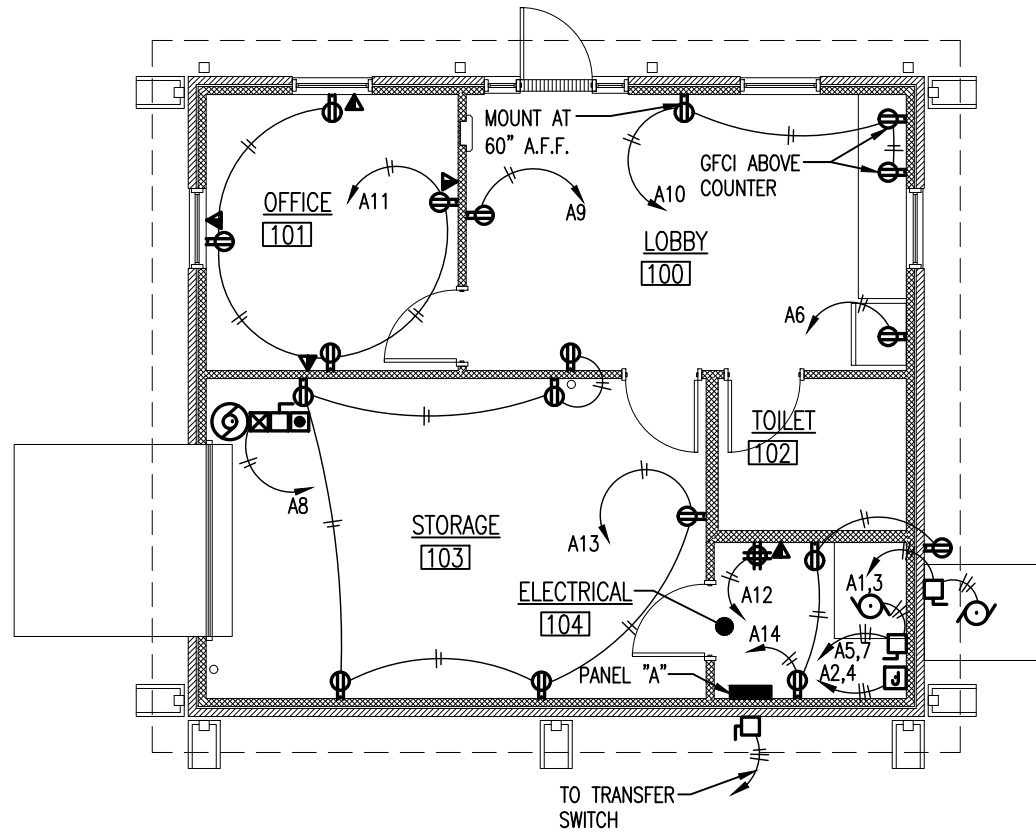 MOUNT AT
60" A.F.F.
GFCI ABOVE
COUNTER
OFFICE
101
A11
A9
A10
LOBBY
100
A6
TOILET
102
A8
STORAGE
103
A13
ELECTRICAL
104
A12
A1,3
A14
A5,7
A2,4
PANEL "A"
J
TO TRANSFER
SWITCH